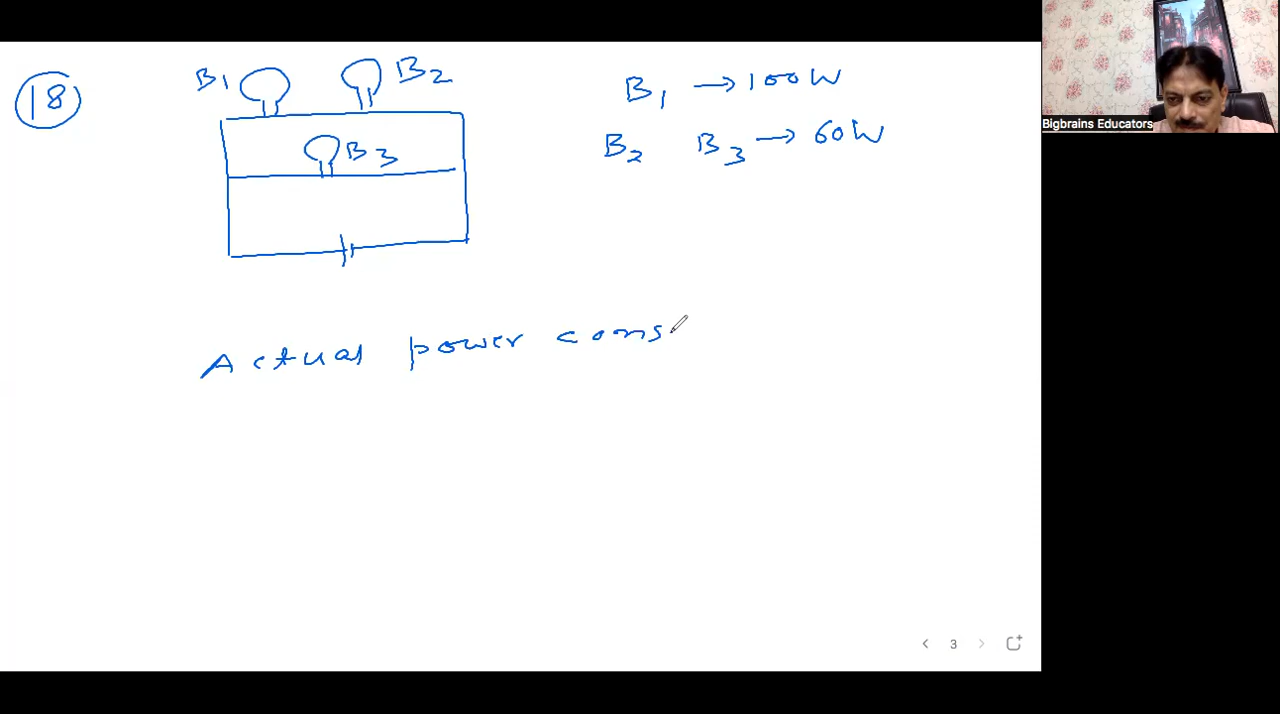 18
B1 B2
B3
B1 → 100W
B2 B3 → 60W
Actual power cons
Bigbrains Educators
3